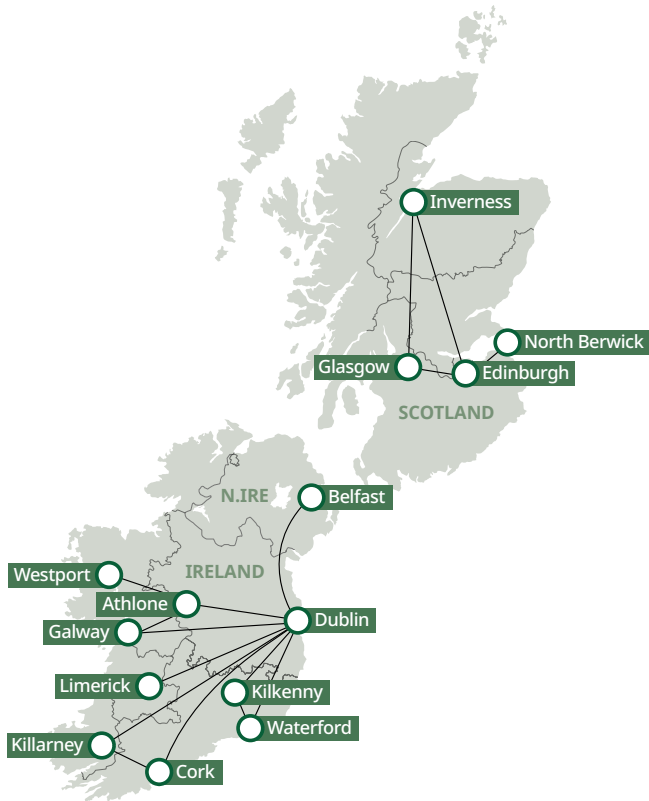 Inverness
North Berwick
Glasgow
Edinburgh
SCOTLAND
N.IRE
Belfast
IRELAND
Westport
Athlone
Dublin
Galway
Limerick
Kilkenny
Waterford
Killarney
Cork